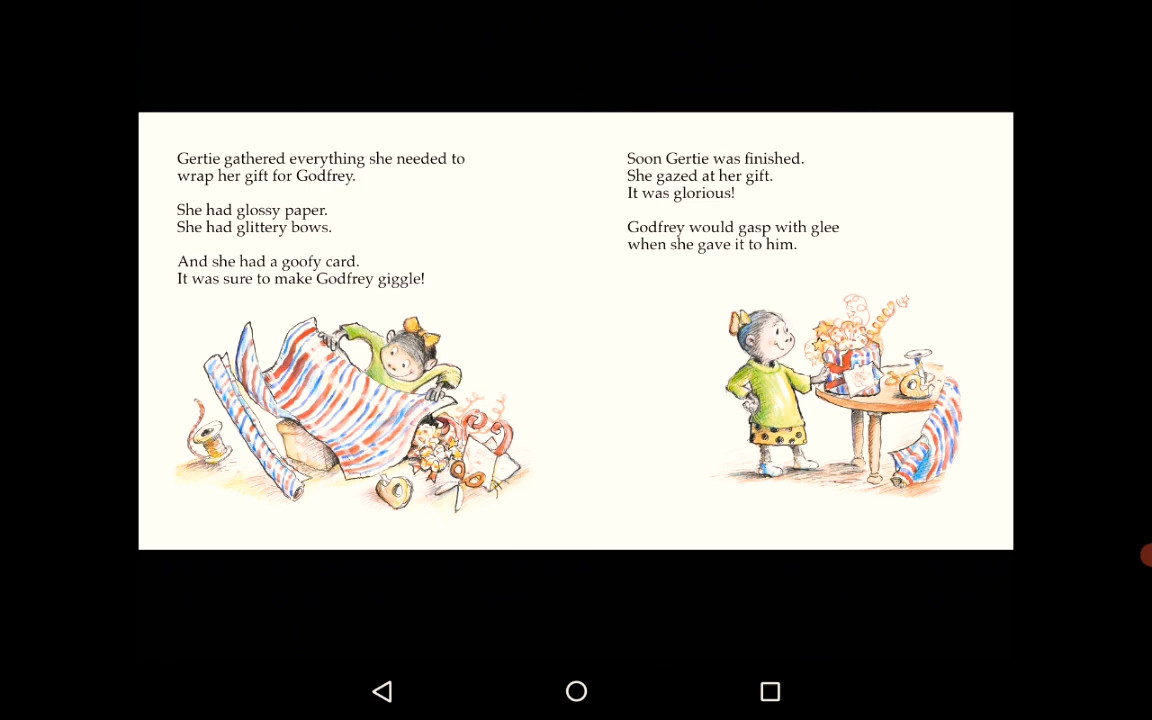 Gertie gathered everything she needed to
wrap her gift for Godfrey.
She had glossy paper.
She had glittery bows.
And she had a goofy card.
It was sure to make Godfrey giggle!
Soon Gertie was finished.
She gazed at her gift.
It was glorious!
Godfrey would gasp with glee
when she gave it to him.